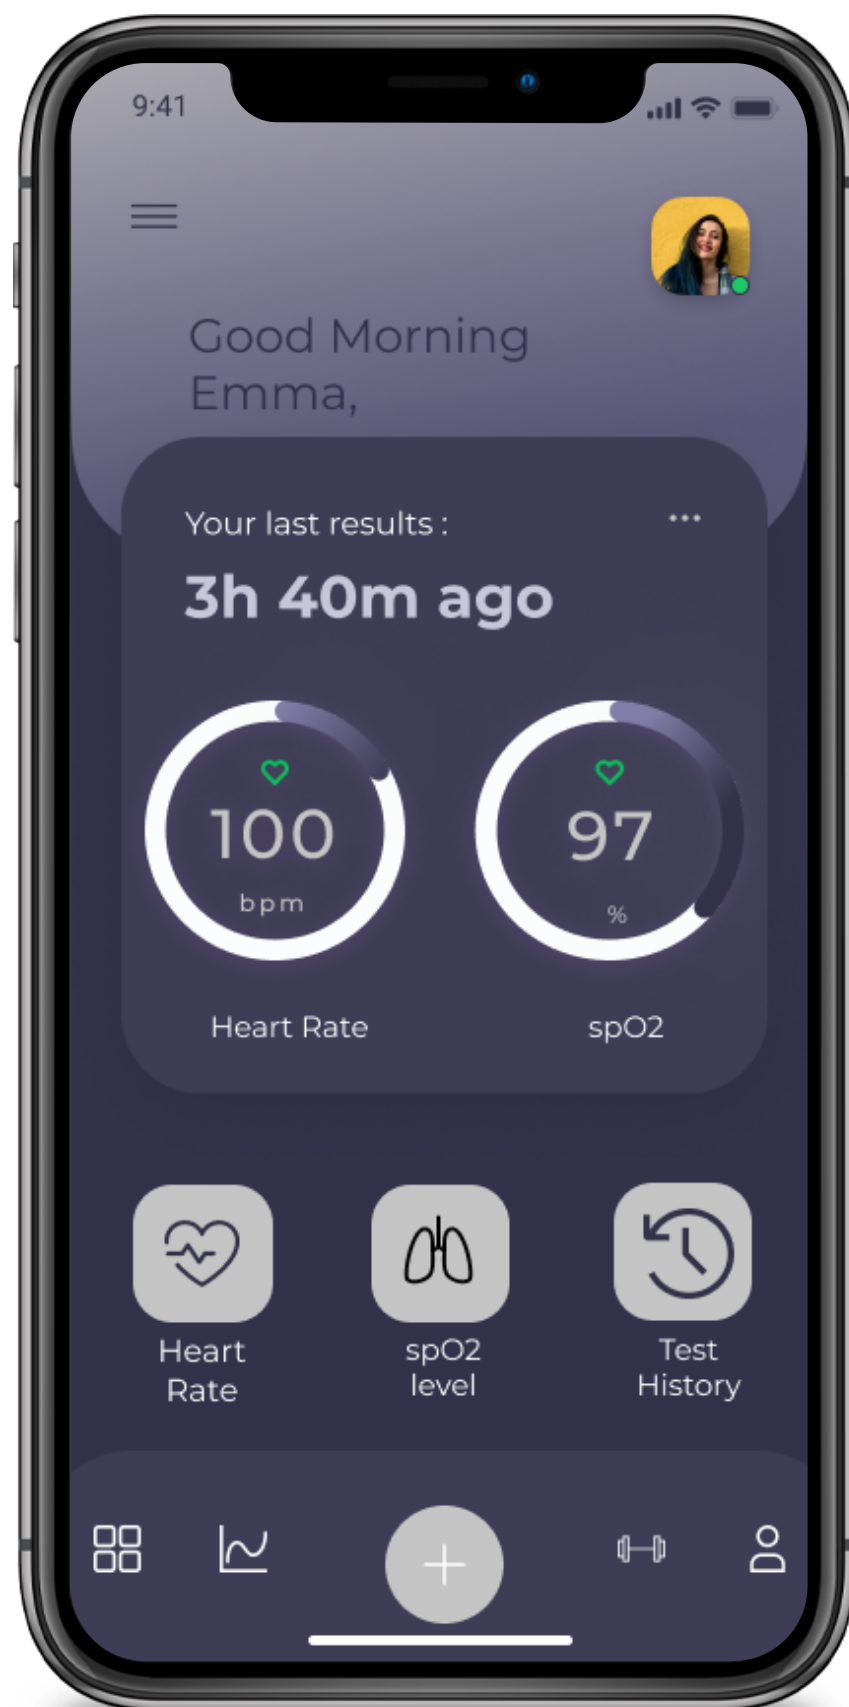 9:41
Good Morning
Emma,
Your last results :
3h 40m ago
100
bpm
97
%
Heart Rate
spO2
Heart
Rate
spO2
level
Test
History